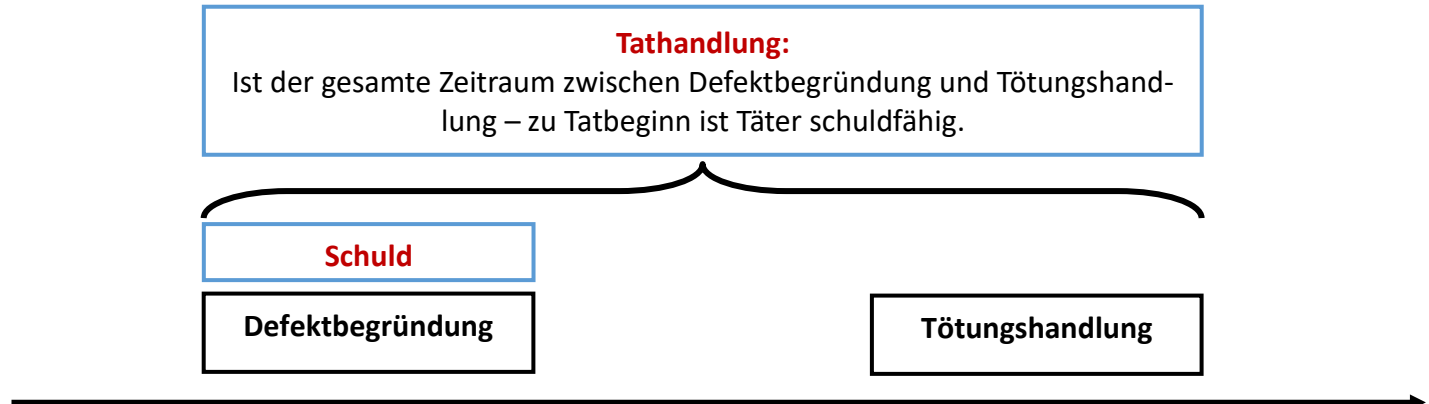 Tathandlung:
Ist der gesamte Zeitraum zwischen Defektbegründung und Tötungshand-
lung – zu Tatbeginn ist Täter schuldfähig.
Schuld
Defektbegründung
Tötungshandlung